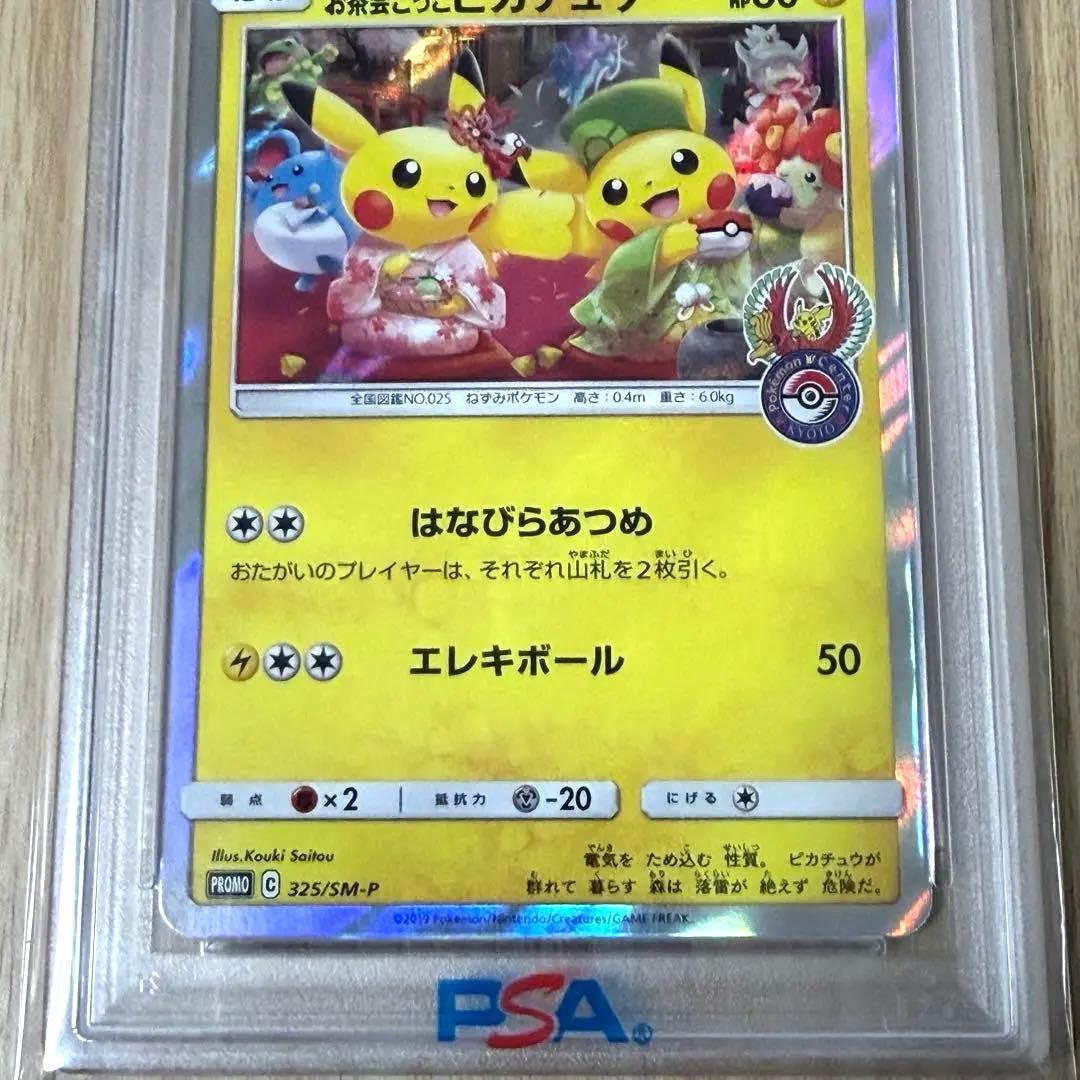 お茶会ごっこピカチュウ
全国図鑑NO.025 ねずみポケモン 高さ：0.4m 重さ：6.0kg
Pokémon Center
KYOTO
はなびらあつめ
おたがいのプレイヤーは、それぞれ山札を2枚引く。
エレキボール 50
弱点 ×2 抵抗力 -20 にげる
Illus.Kouki Saitou
電気を ため込む 性質。 ピカチュウが
群れて 暮らす 森は 落雷が 絶えず 危険だ。
PROMO C 325/SM-P
©2019 Pokémon/Nintendo/Creatures/GAME FREAK.
PSA®